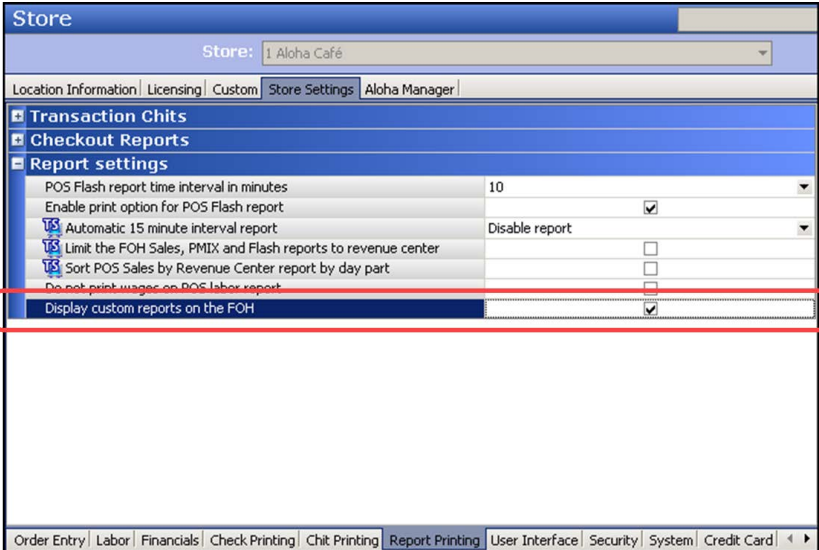 Store
Store: 1 Aloha Café
Location Information Licensing Custom Store Settings Aloha Manager
Transaction Chits
Checkout Reports
Report settings
POS Flash report time interval in minutes 10
Enable print option for POS Flash report
TS Automatic 15 minute interval report Disable report
TS Limit the FOH Sales, PMIX and Flash reports to revenue center
TS Sort POS Sales by Revenue Center report by day part
Do not print wages on POS labor report
Display custom reports on the FOH
Order Entry Labor Financials Check Printing Chit Printing Report Printing User Interface Security System Credit Card